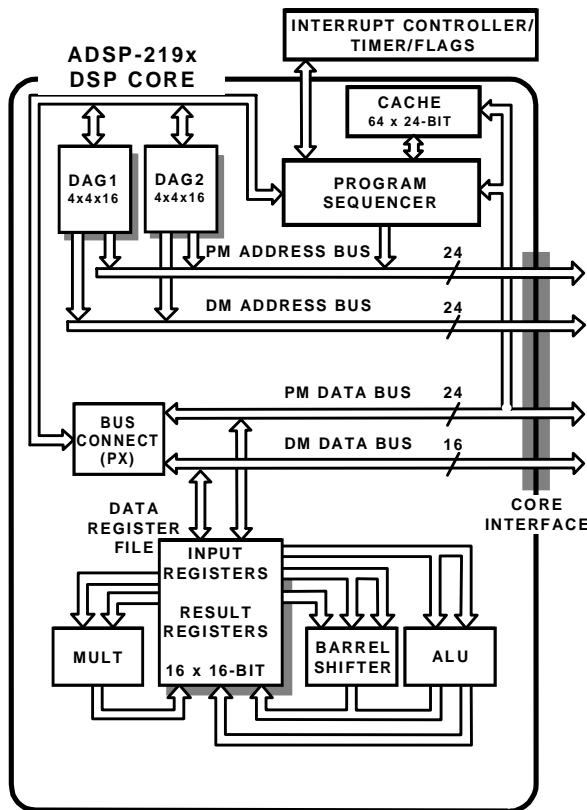 INTERRUPT CONTROLLER/
TIMER/FLAGS
ADSP-219x
DSP CORE
CACHE
64 x 24-BIT
DAG1
4x4x16
DAG2
4x4x16
PROGRAM
SEQUENCER
PM ADDRESS BUS 24
DM ADDRESS BUS 24
PM DATA BUS 24
BUS
CONNECT
(PX)
DM DATA BUS 16
CORE
INTERFACE
DATA
REGISTER
FILE
INPUT
REGISTERS
RESULT
REGISTERS
16 x 16-BIT
MULT
BARREL
SHIFTER
ALU